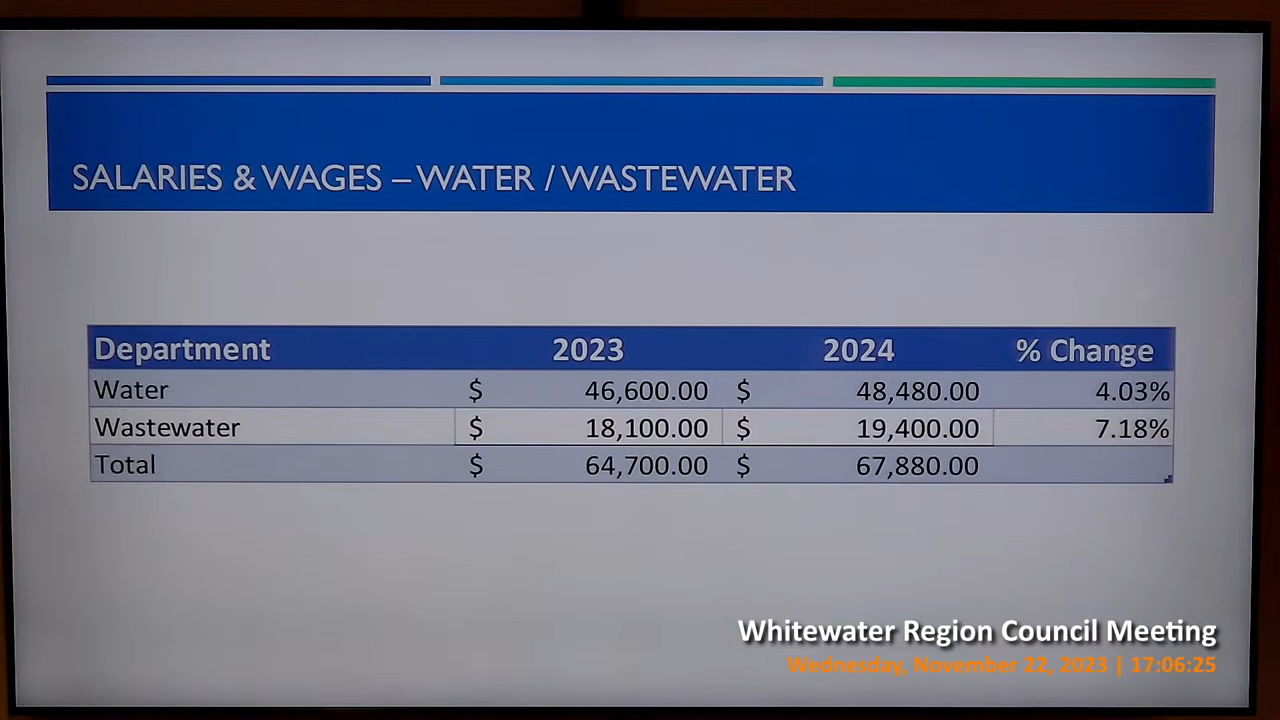 SALARIES & WAGES – WATER / WASTEWATER
Department 2023 2024 % Change
Water $ 46,600.00 $ 48,480.00 4.03%
Wastewater $ 18,100.00 $ 19,400.00 7.18%
Total $ 64,700.00 $ 67,880.00
Whitewater Region Council Meeting
Wednesday, November 22, 2023 | 17:06:25